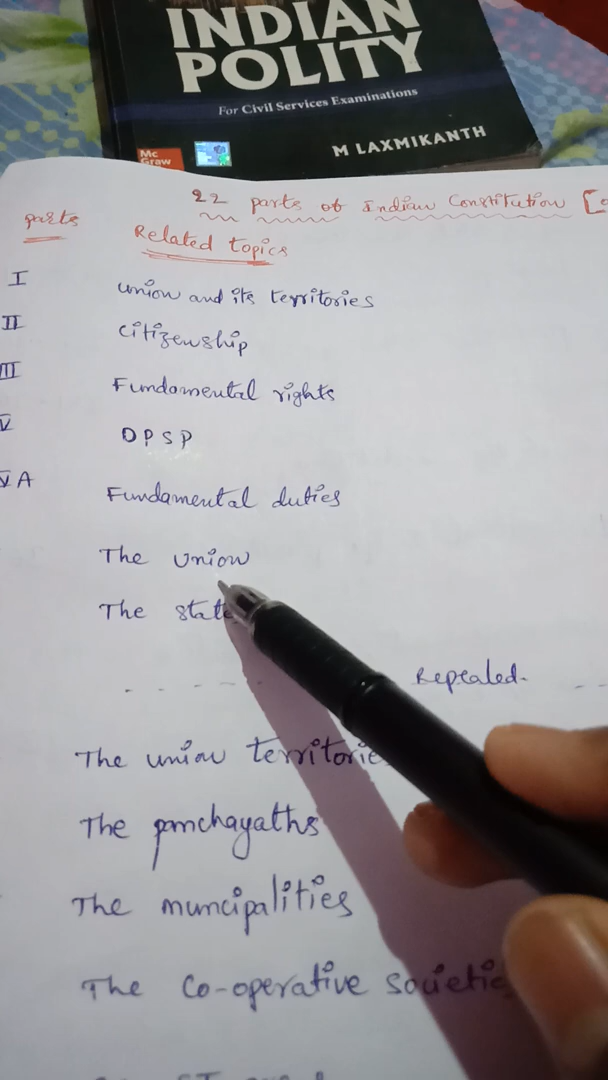 INDIAN
POLITY
For Civil Services Examinations
Mc
Graw
M LAXMIKANTH
22 parts of Indian Constitution [
parts
Related topics
I union and its territories
II citizenship
III Fundamental rights
V DPSP
V A Fundamental duties
The union
The state
- - - - - Repealed. - -
The union territorie
The panchayaths
The muncipalities
The Co-operative societie